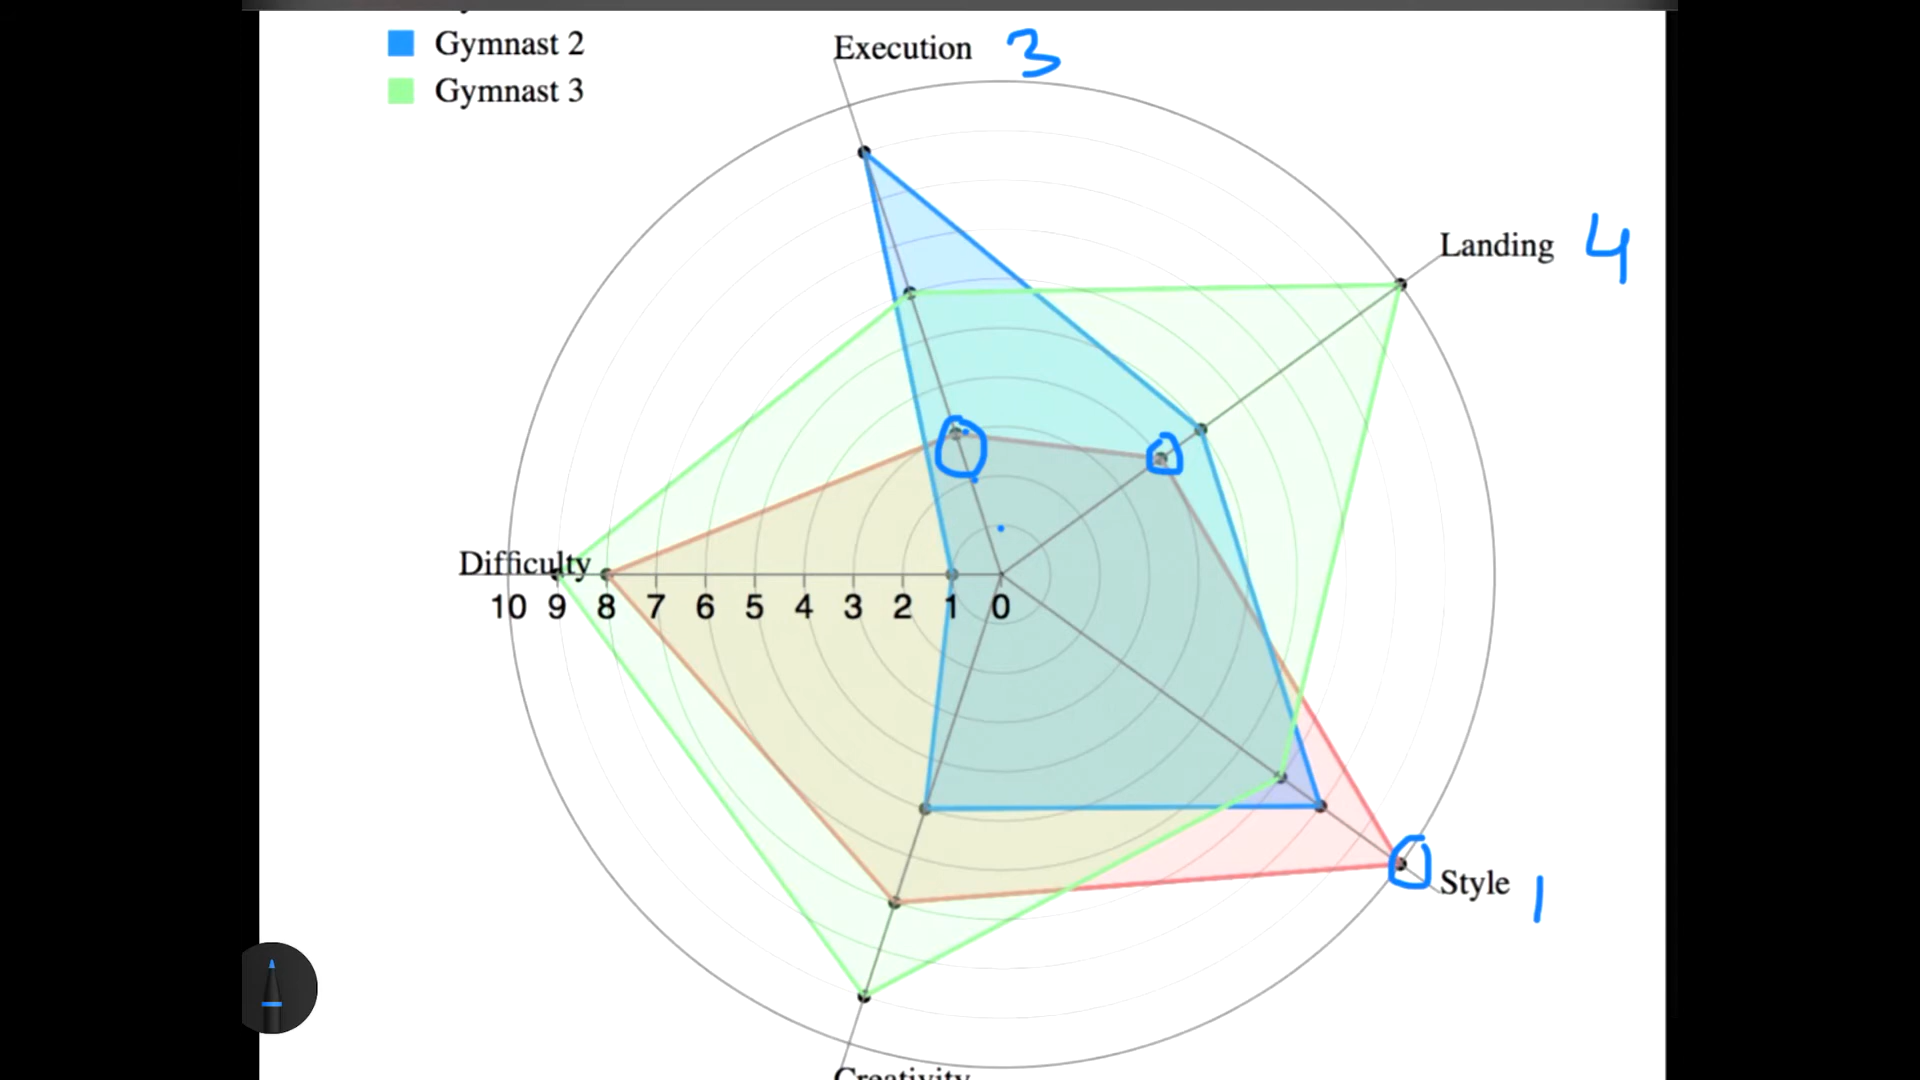 Gymnast 2
Gymnast 3
Execution 3
Landing 4
Difficulty
10 9 8 7 6 5 4 3 2 1 0
Style 1
Creativity